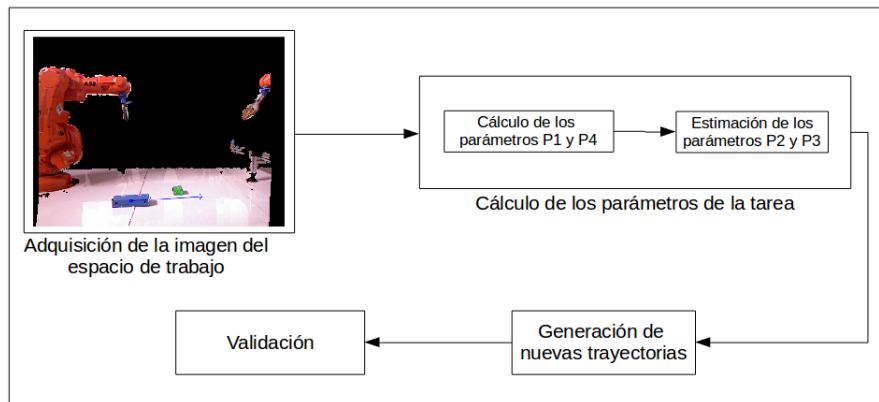 ABB
Cálculo de los
parámetros P1 y P4
Estimación de los
parámetros P2 y P3
Cálculo de los parámetros de la tarea
Adquisición de la imagen del
espacio de trabajo
Validación
Generación de
nuevas trayectorias